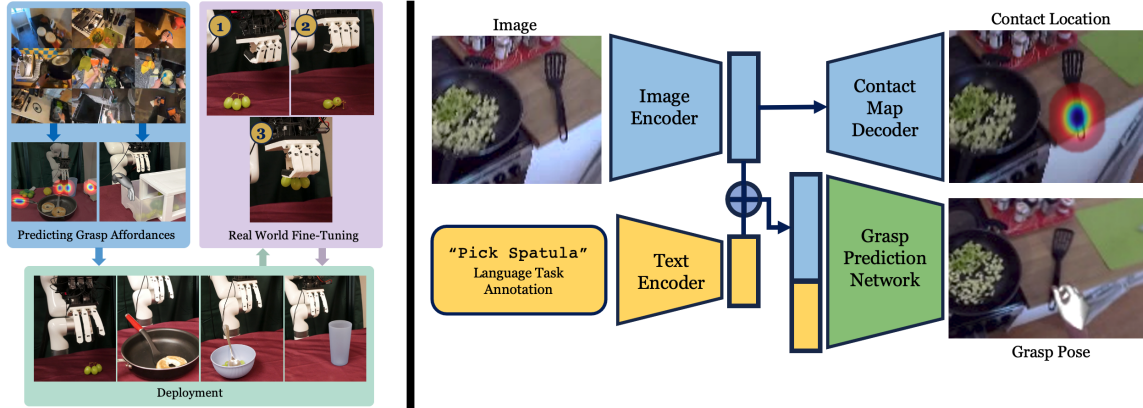 1
2
3
Predicting Grasp Affordances
Real World Fine-Tuning
Deployment
Image
Image
Encoder
Contact
Map
Decoder
Contact Location
“Pick Spatula”
Language Task
Annotation
Text
Encoder
Grasp
Prediction
Network
Grasp Pose